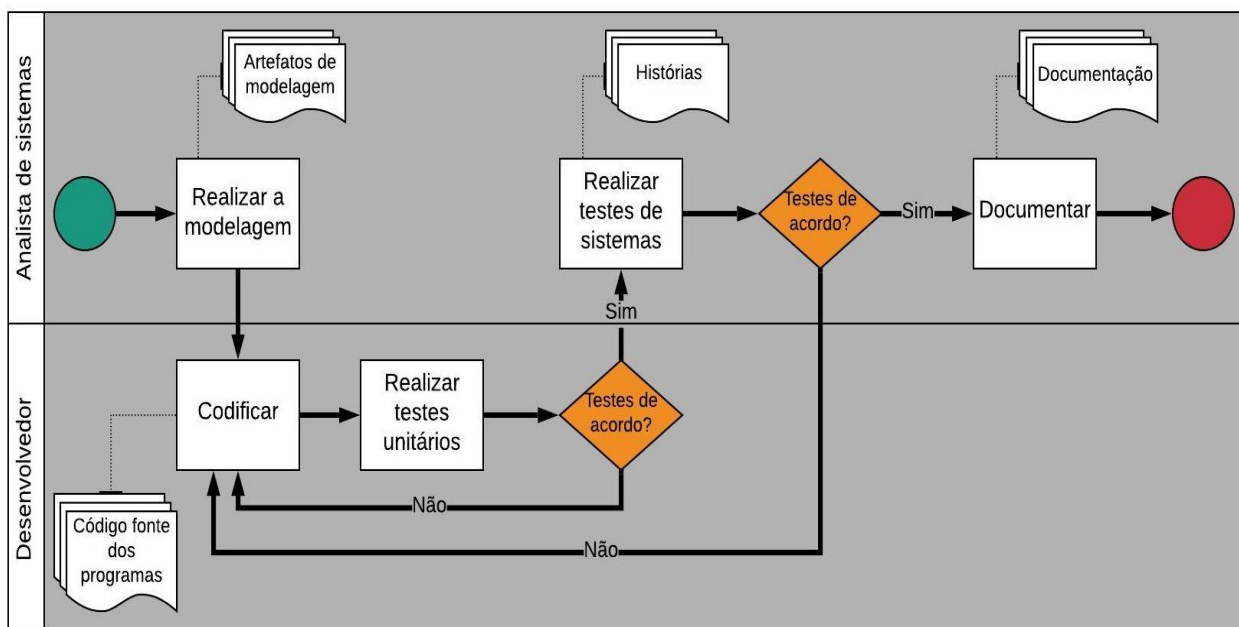 Analista de sistemas
Artefatos de
modelagem
Histórias
Documentação
Realizar a
modelagem
Realizar
testes de
sistemas
Testes de
acordo?
Sim
Documentar
Sim
Desenvolvedor
Codificar
Realizar
testes
unitários
Testes de
acordo?
Não
Não
Código fonte
dos
programas